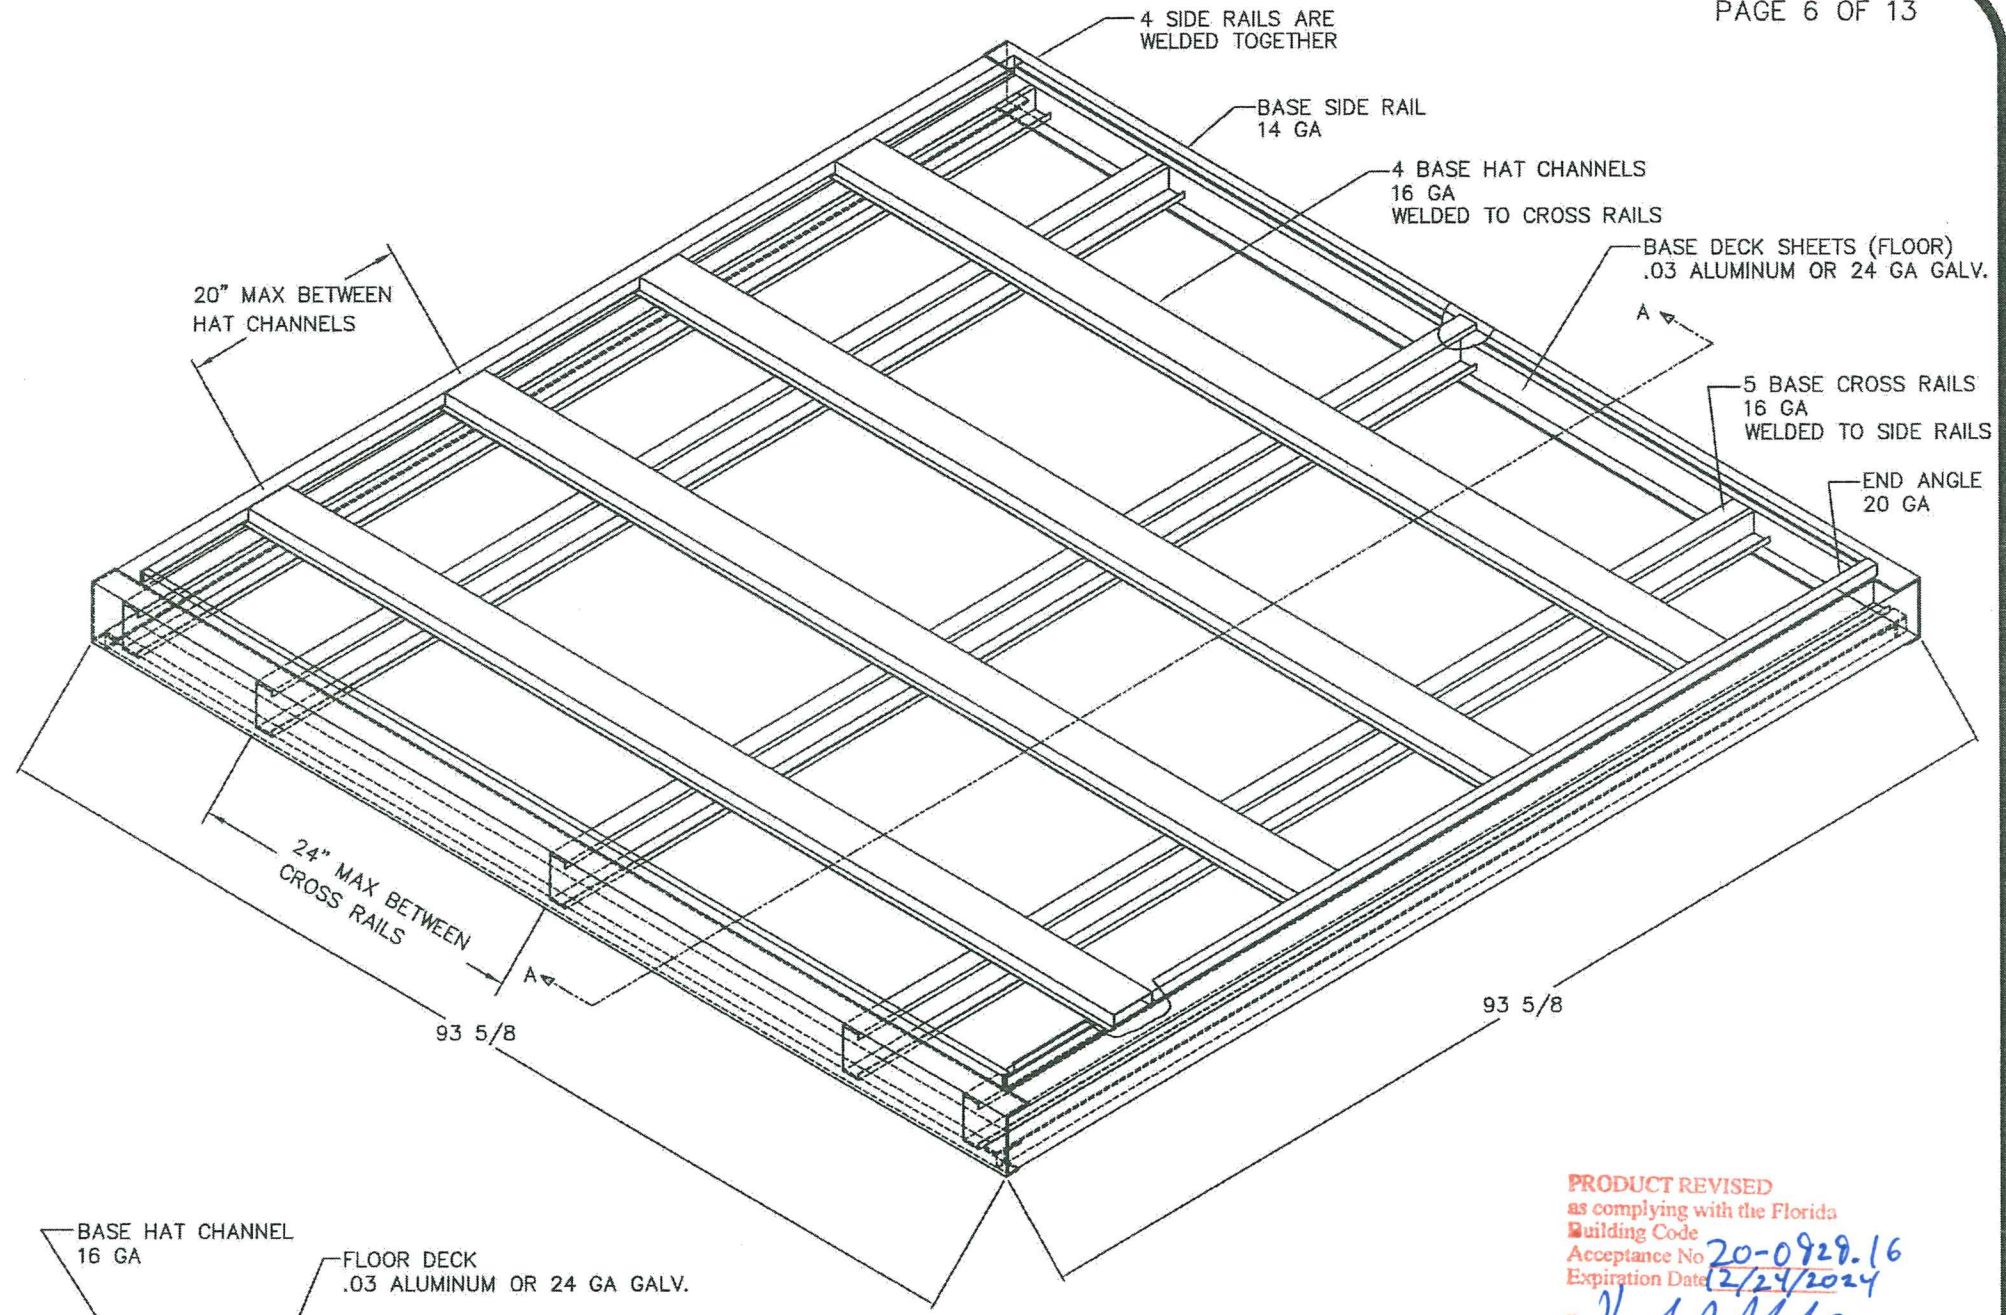 PAGE 6 OF 13
4 SIDE RAILS ARE
WELDED TOGETHER
BASE SIDE RAIL
14 GA
4 BASE HAT CHANNELS
16 GA
WELDED TO CROSS RAILS
BASE DECK SHEETS (FLOOR)
.03 ALUMINUM OR 24 GA GALV.
20" MAX BETWEEN
HAT CHANNELS
A
5 BASE CROSS RAILS
16 GA
WELDED TO SIDE RAILS
END ANGLE
20 GA
24" MAX BETWEEN
CROSS RAILS
A
93 5/8
93 5/8
BASE HAT CHANNEL
16 GA
FLOOR DECK
.03 ALUMINUM OR 24 GA GALV.
PRODUCT REVISED
as complying with the Florida
Building Code
Acceptance No
Expiration Date 12/24/2024